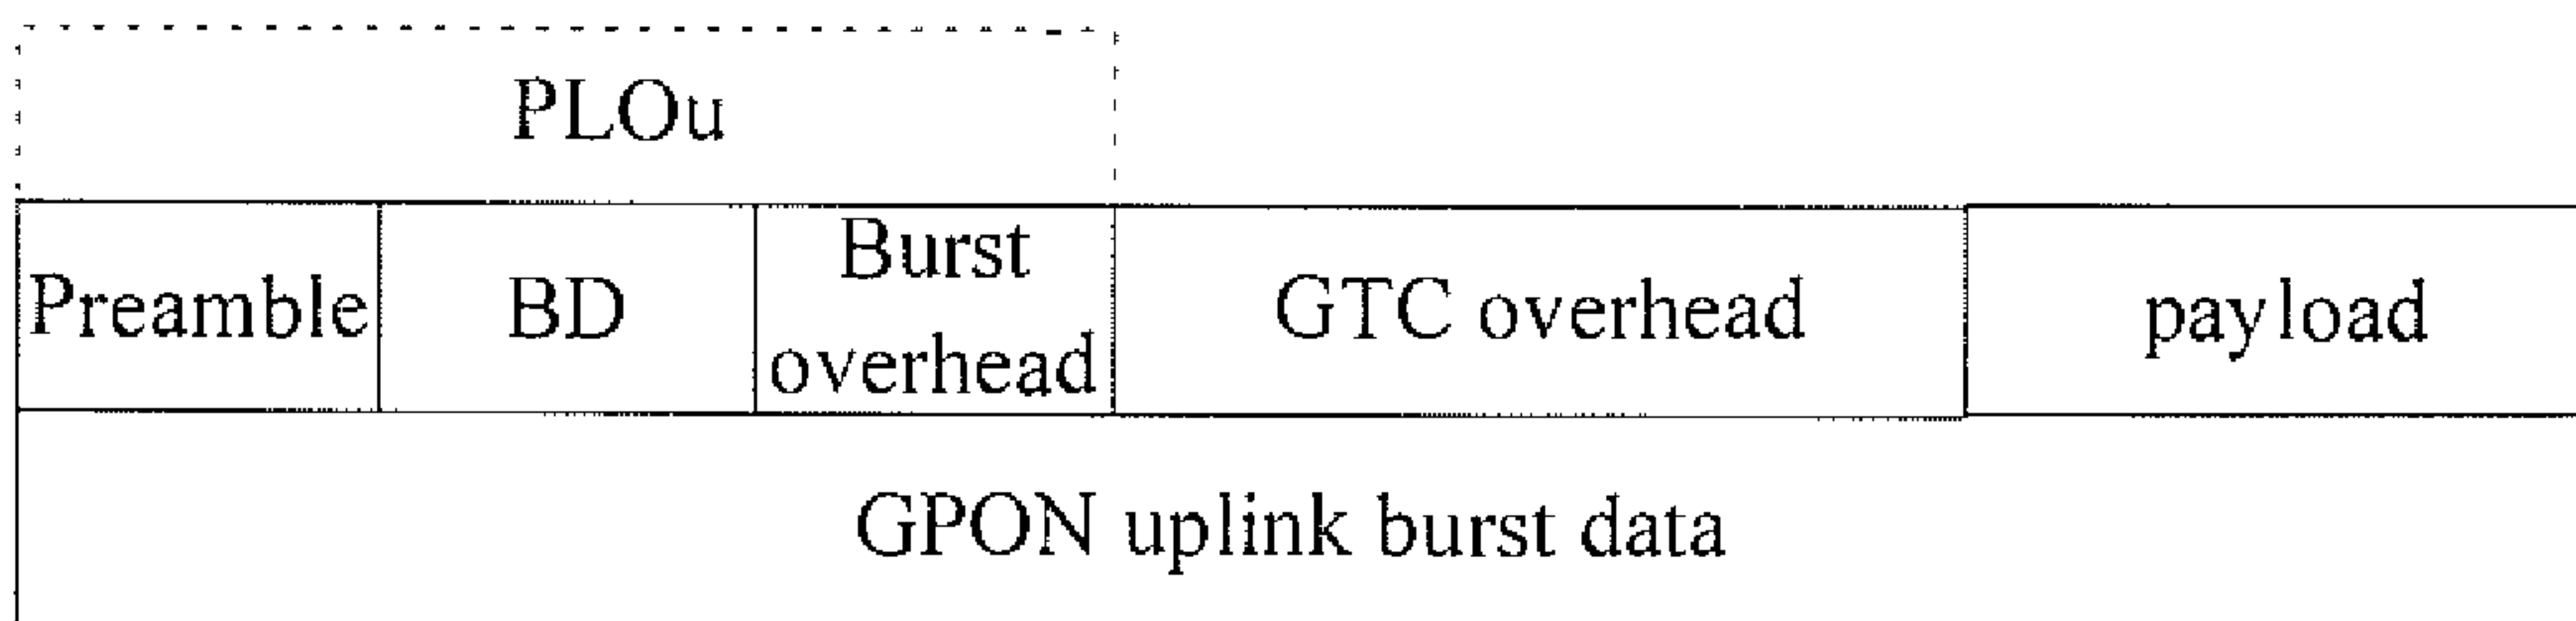 PLOu
Preamble
BD
Burst
overhead
GTC overhead
payload
GPON uplink burst data